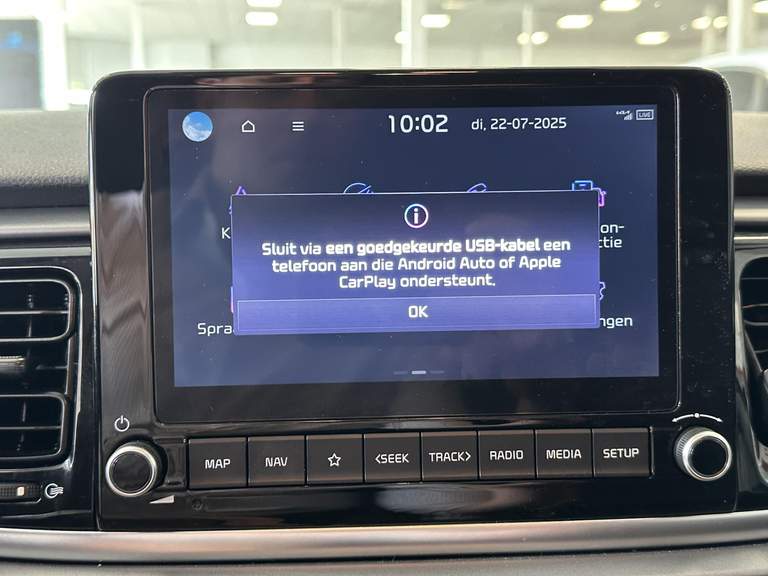 10:02
di, 22-07-2025
LIVE
Sluit via een goedgekeurde USB-kabel een
telefoon aan die Android Auto of Apple
CarPlay ondersteunt.
OK
MAP
NAV
<SEEK
TRACK>
RADIO
MEDIA
SETUP